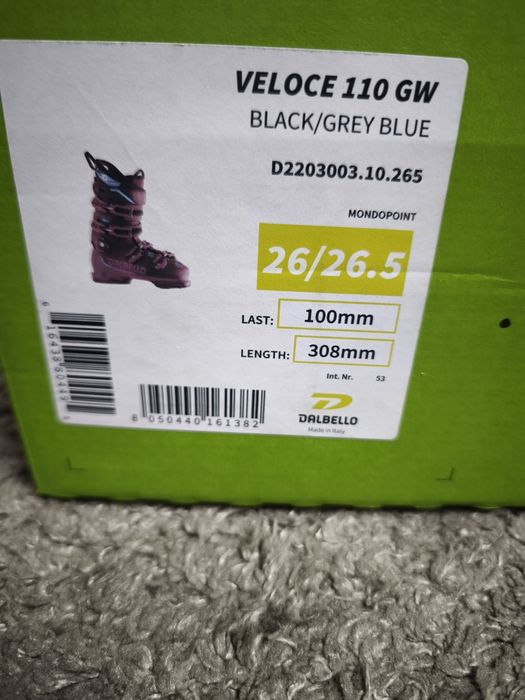 VELOCE 110 GW
BLACK/GREY BLUE
D2203003.10.265
MONDOPOINT
26/26.5
LAST: 100mm
LENGTH: 308mm
Int. Nr. 53
DALBELLO
Made in Italy
DALBELLO
8 050440 161382